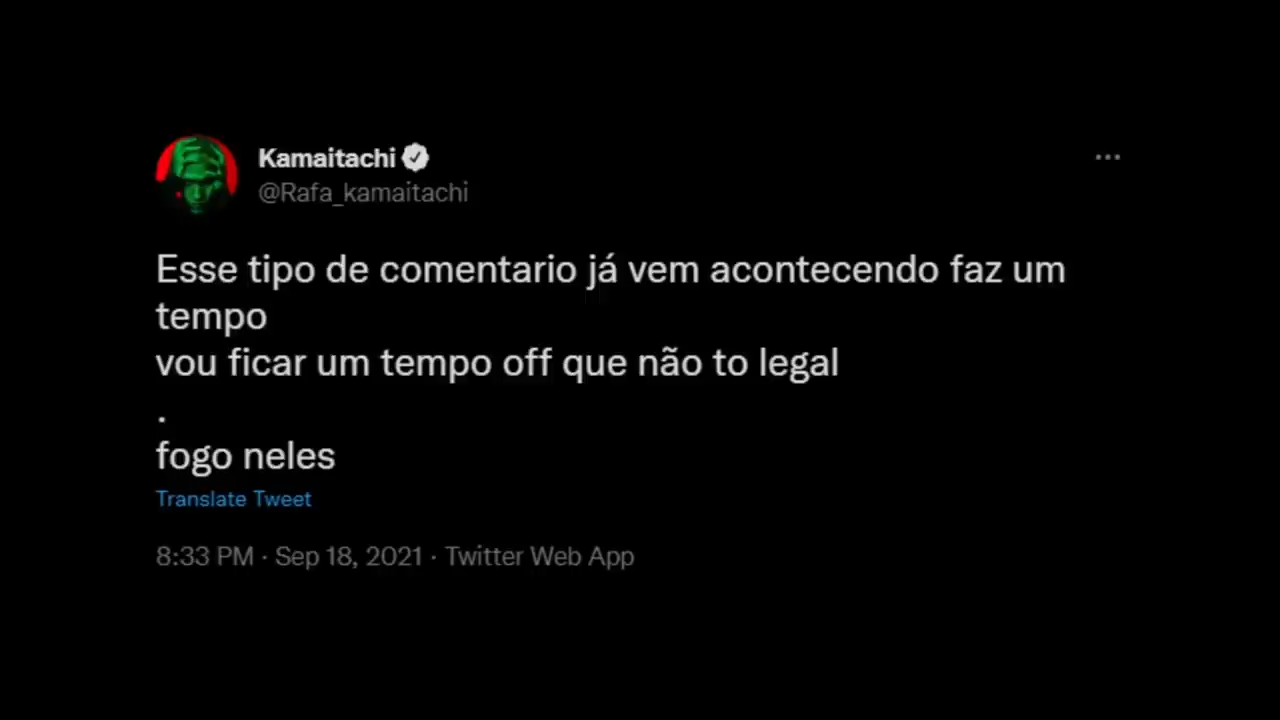 Kamaitachi
@Rafa_kamaitachi
Esse tipo de comentario já vem acontecendo faz um
tempo
vou ficar um tempo off que não to legal
.
fogo neles
Translate Tweet
8:33 PM · Sep 18, 2021 · Twitter Web App